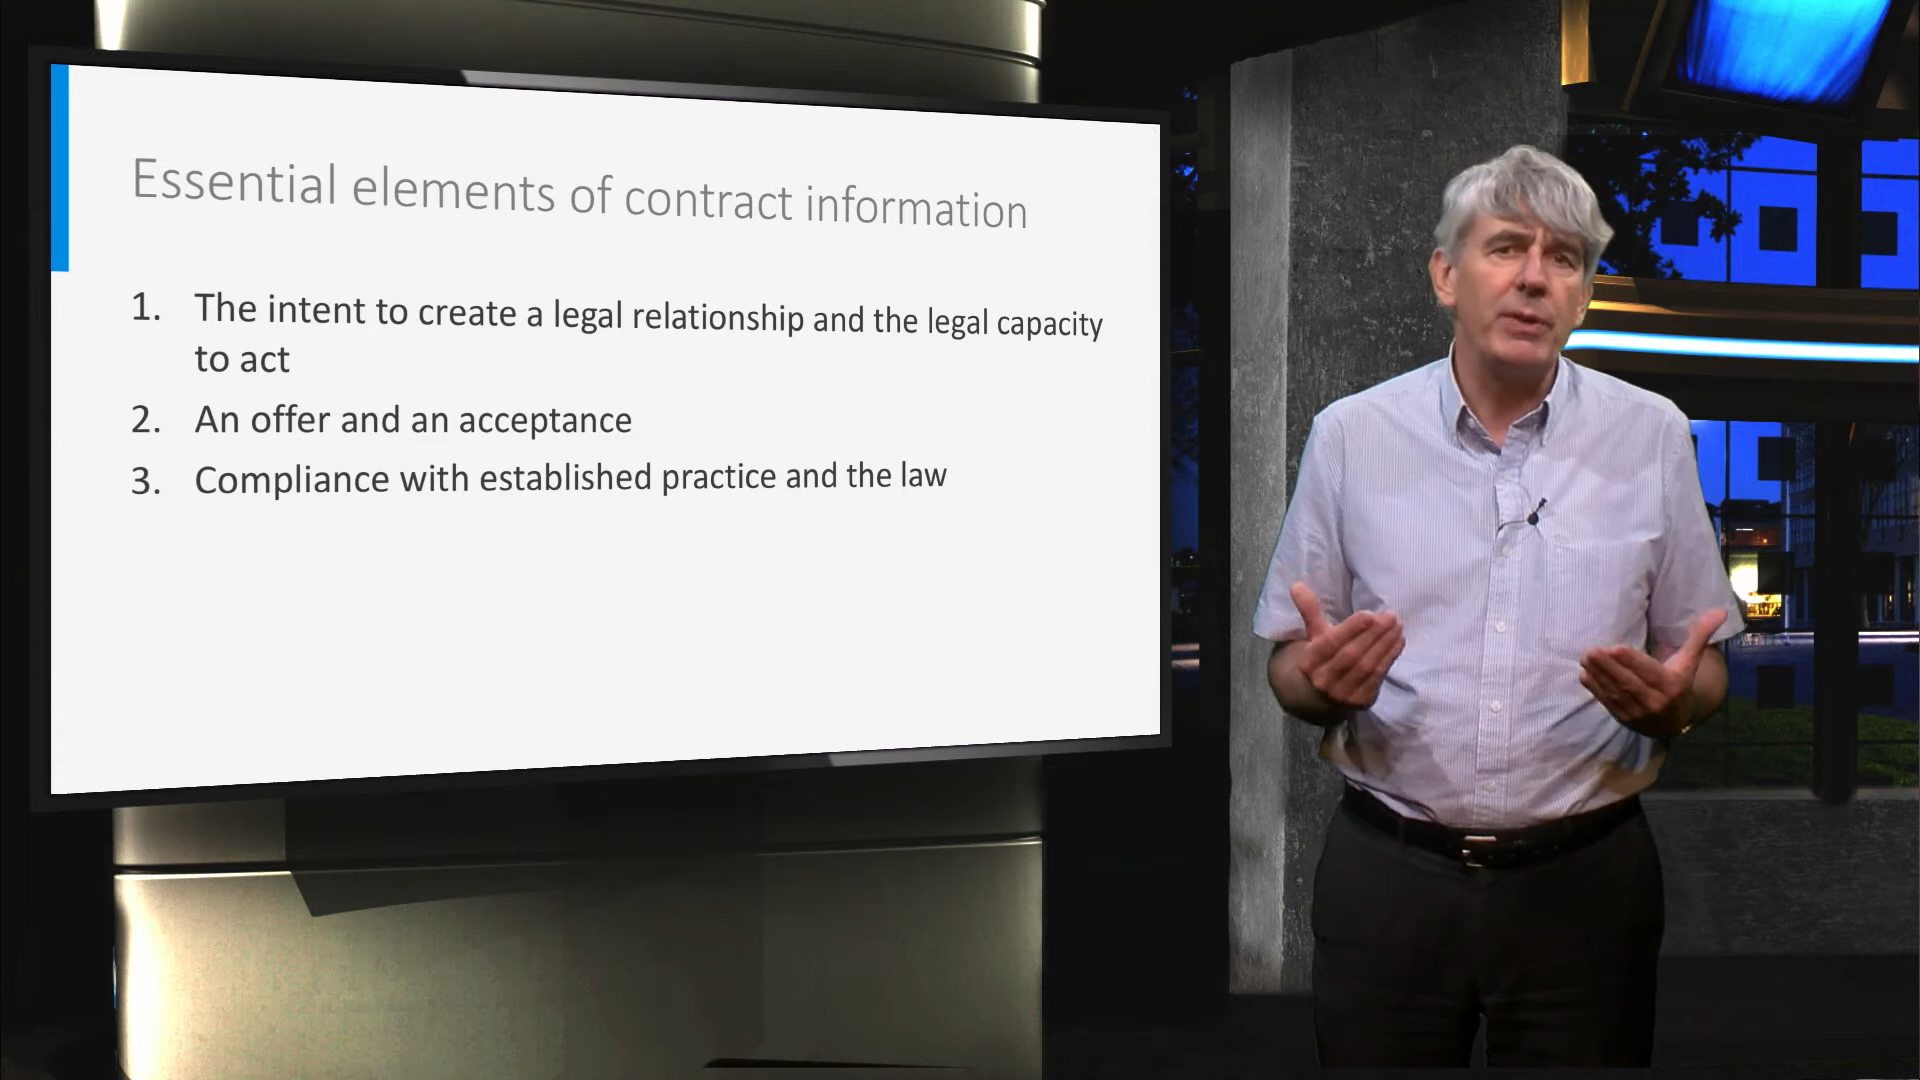 Essential elements of contract information
1. The intent to create a legal relationship and the legal capacity
to act
2. An offer and an acceptance
3. Compliance with established practice and the law